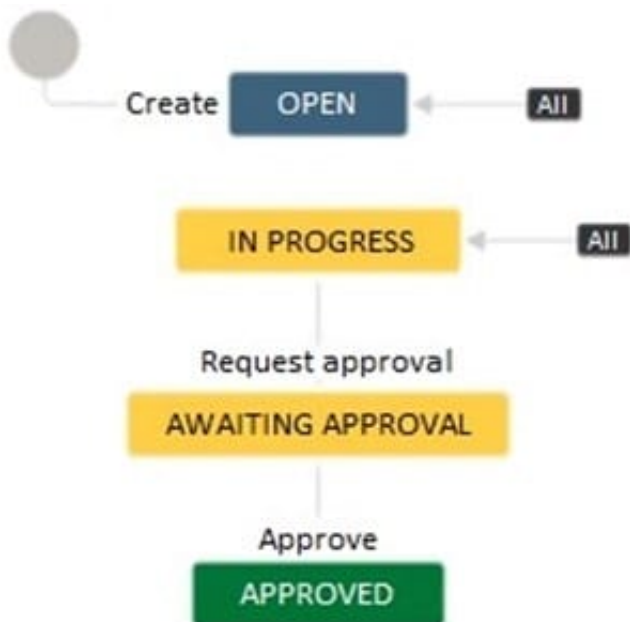 Create OPEN All
IN PROGRESS All
Request approval
AWAITING APPROVAL
Approve
APPROVED